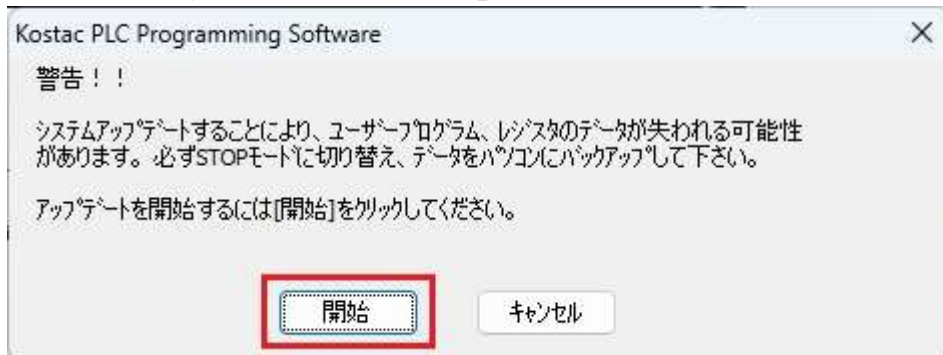 Kostac PLC Programming Software
警告！！
システムアップデートすることにより、ユーザープログラム、レジスタのデータが失われる可能性
があります。必ずSTOPモードに切り替え、データをパソコンにバックアップして下さい。
アップデートを開始するには[開始]をクリックしてください。
開始
キャンセル